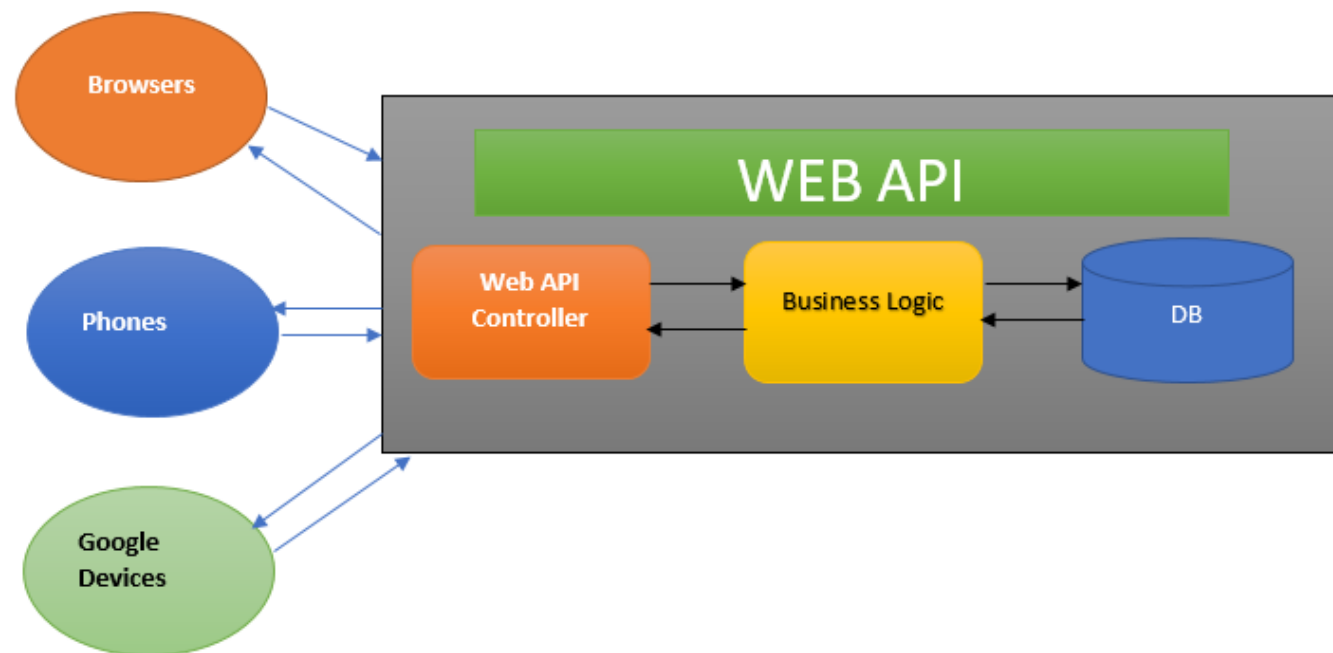 Browsers
WEB API
Web API
Controller
Business Logic
DB
Phones
Google
Devices